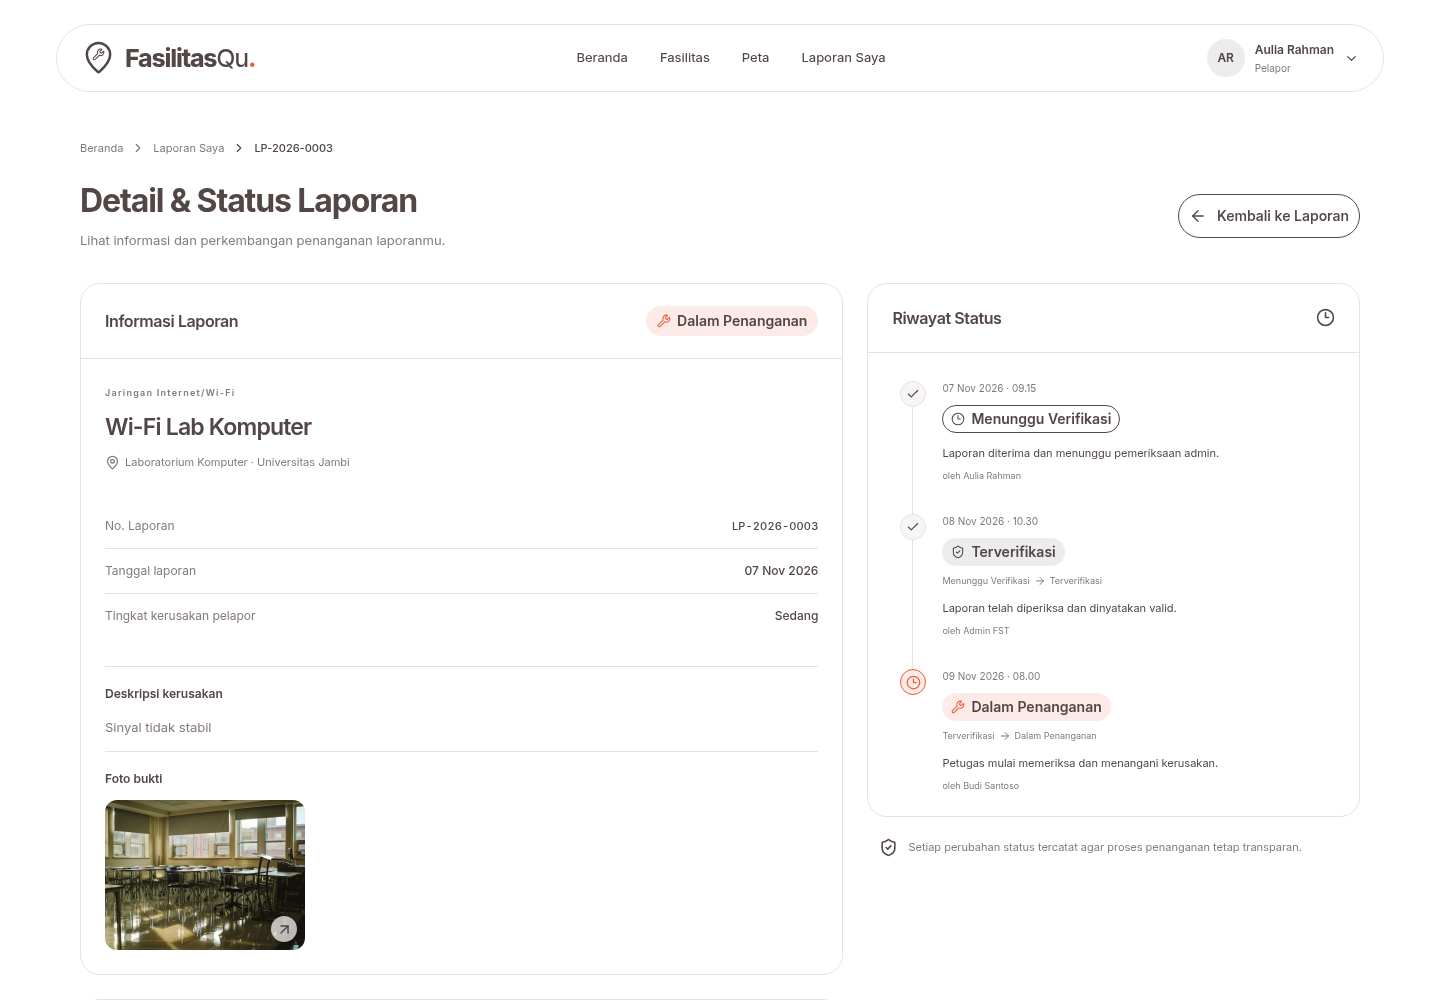 FasilitasQu.
Beranda
Fasilitas
Peta
Laporan Saya
AR
Aulia Rahman
Pelapor
Beranda > Laporan Saya > LP-2026-0003
Detail & Status Laporan
Lihat informasi dan perkembangan penanganan laporanmu.
Kembali ke Laporan
Informasi Laporan
Dalam Penanganan
Jaringan Internet/Wi-Fi
Wi-Fi Lab Komputer
Laboratorium Komputer · Universitas Jambi
No. Laporan LP-2026-0003
Tanggal laporan 07 Nov 2026
Tingkat kerusakan pelapor Sedang
Deskripsi kerusakan
Sinyal tidak stabil
Foto bukti
Riwayat Status
07 Nov 2026 · 09.15
Menunggu Verifikasi
Laporan diterima dan menunggu pemeriksaan admin.
oleh Aulia Rahman
08 Nov 2026 · 10.30
Terverifikasi
Menunggu Verifikasi → Terverifikasi
Laporan telah diperiksa dan dinyatakan valid.
oleh Admin FST
09 Nov 2026 · 08.00
Dalam Penanganan
Terverifikasi → Dalam Penanganan
Petugas mulai memeriksa dan menangani kerusakan.
oleh Budi Santoso
Setiap perubahan status tercatat agar proses penanganan tetap transparan.